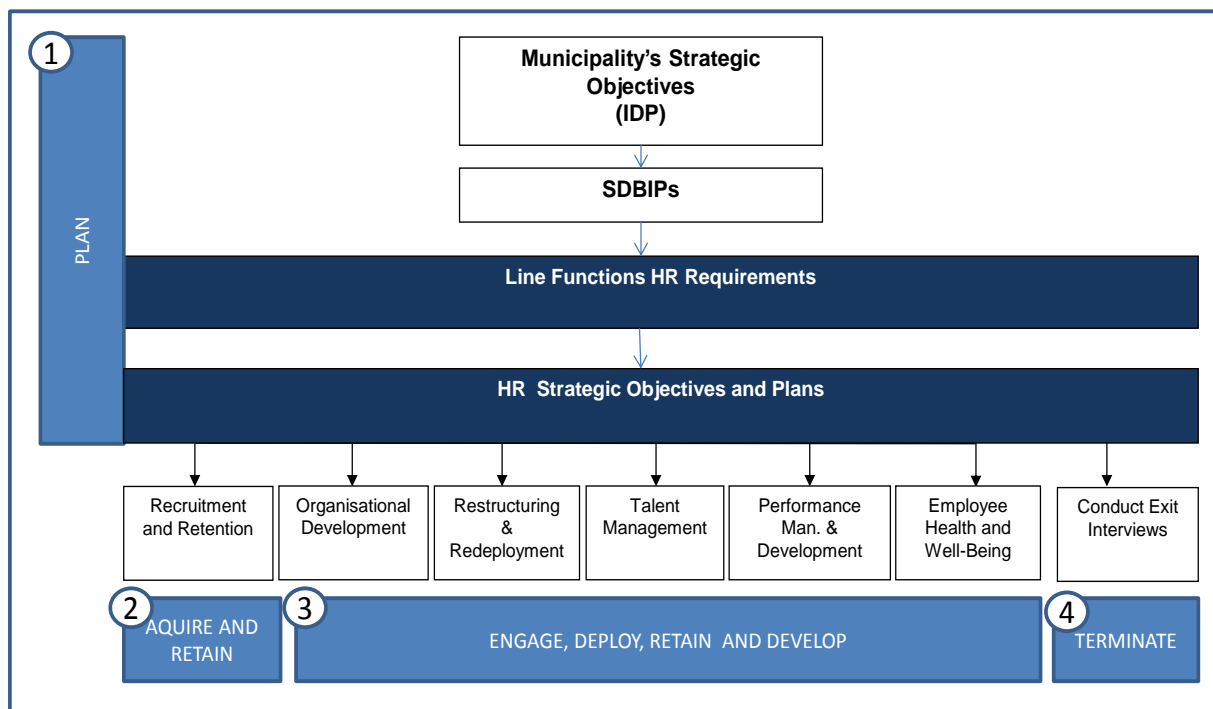 1
PLAN
Municipality's Strategic
Objectives
(IDP)
SDBIPs
Line Functions HR Requirements
HR Strategic Objectives and Plans
Recruitment
and Retention
Organisational
Development
Restructuring
&
Redeployment
Talent
Management
Performance
Man. &
Development
Employee
Health and
Well-Being
Conduct Exit
Interviews
2
AQUIRE AND
RETAIN
3
ENGAGE, DEPLOY, RETAIN AND DEVELOP
4
TERMINATE